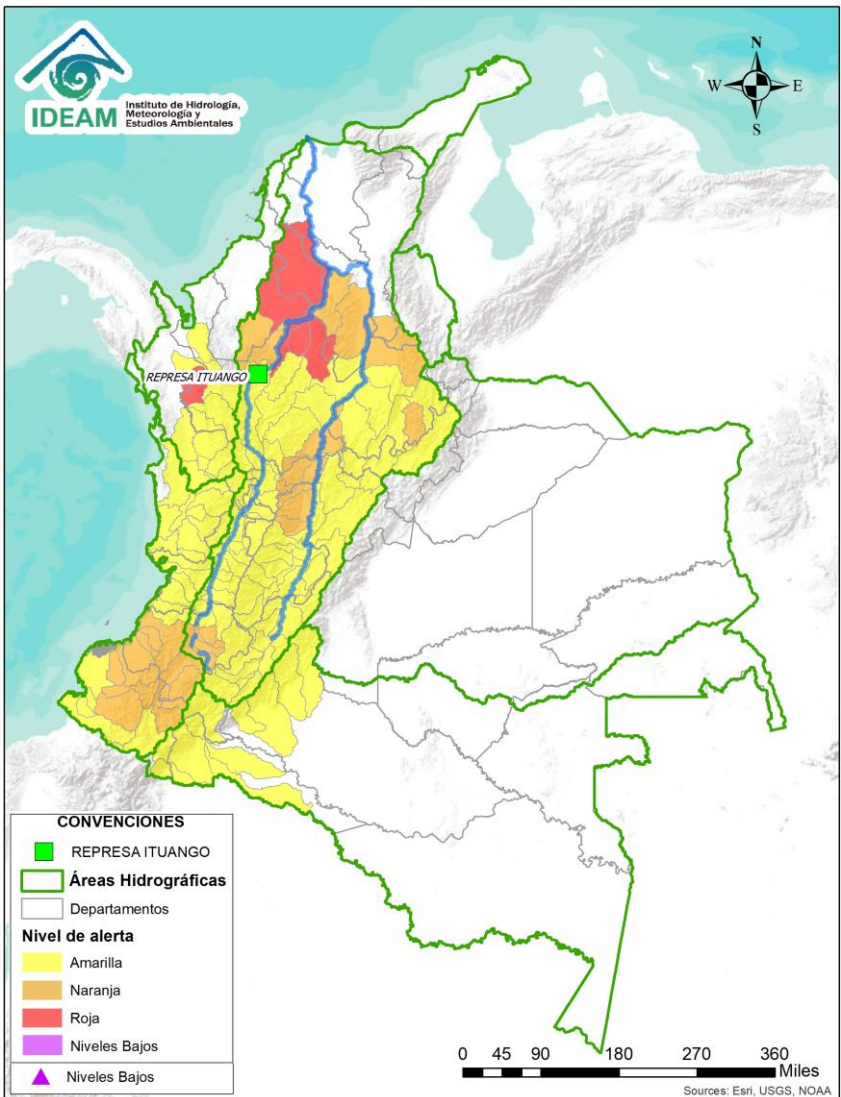 IDEAM
Instituto de Hidrología,
Meteorología y
Estudios Ambientales
N
W
E
S
REPRESA ITUANGO
CONVENCIONES
REPRESA ITUANGO
Áreas Hidrográficas
Departamentos
Nivel de alerta
Amarilla
Naranja
Roja
Niveles Bajos
Niveles Bajos
0 45 90 180 270 360
Miles
Sources: Esri, USGS, NOAA